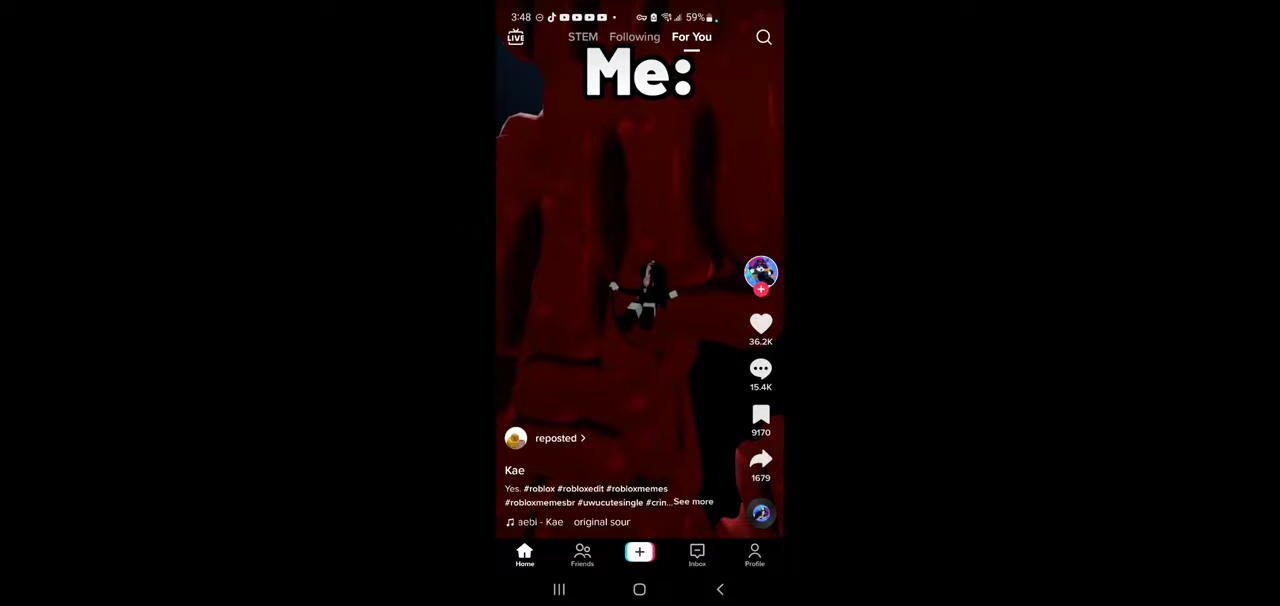 3:48 59%
LIVE STEM Following For You
Me:
36.2K
15.4K
9170
reposted >
Kae
1679
Yes. #roblox #robloxedit #robloxmemes
#robloxmemesbr #uwucutesingle #crin...See more
aebi - Kae original sour
Home Friends Inbox Profile